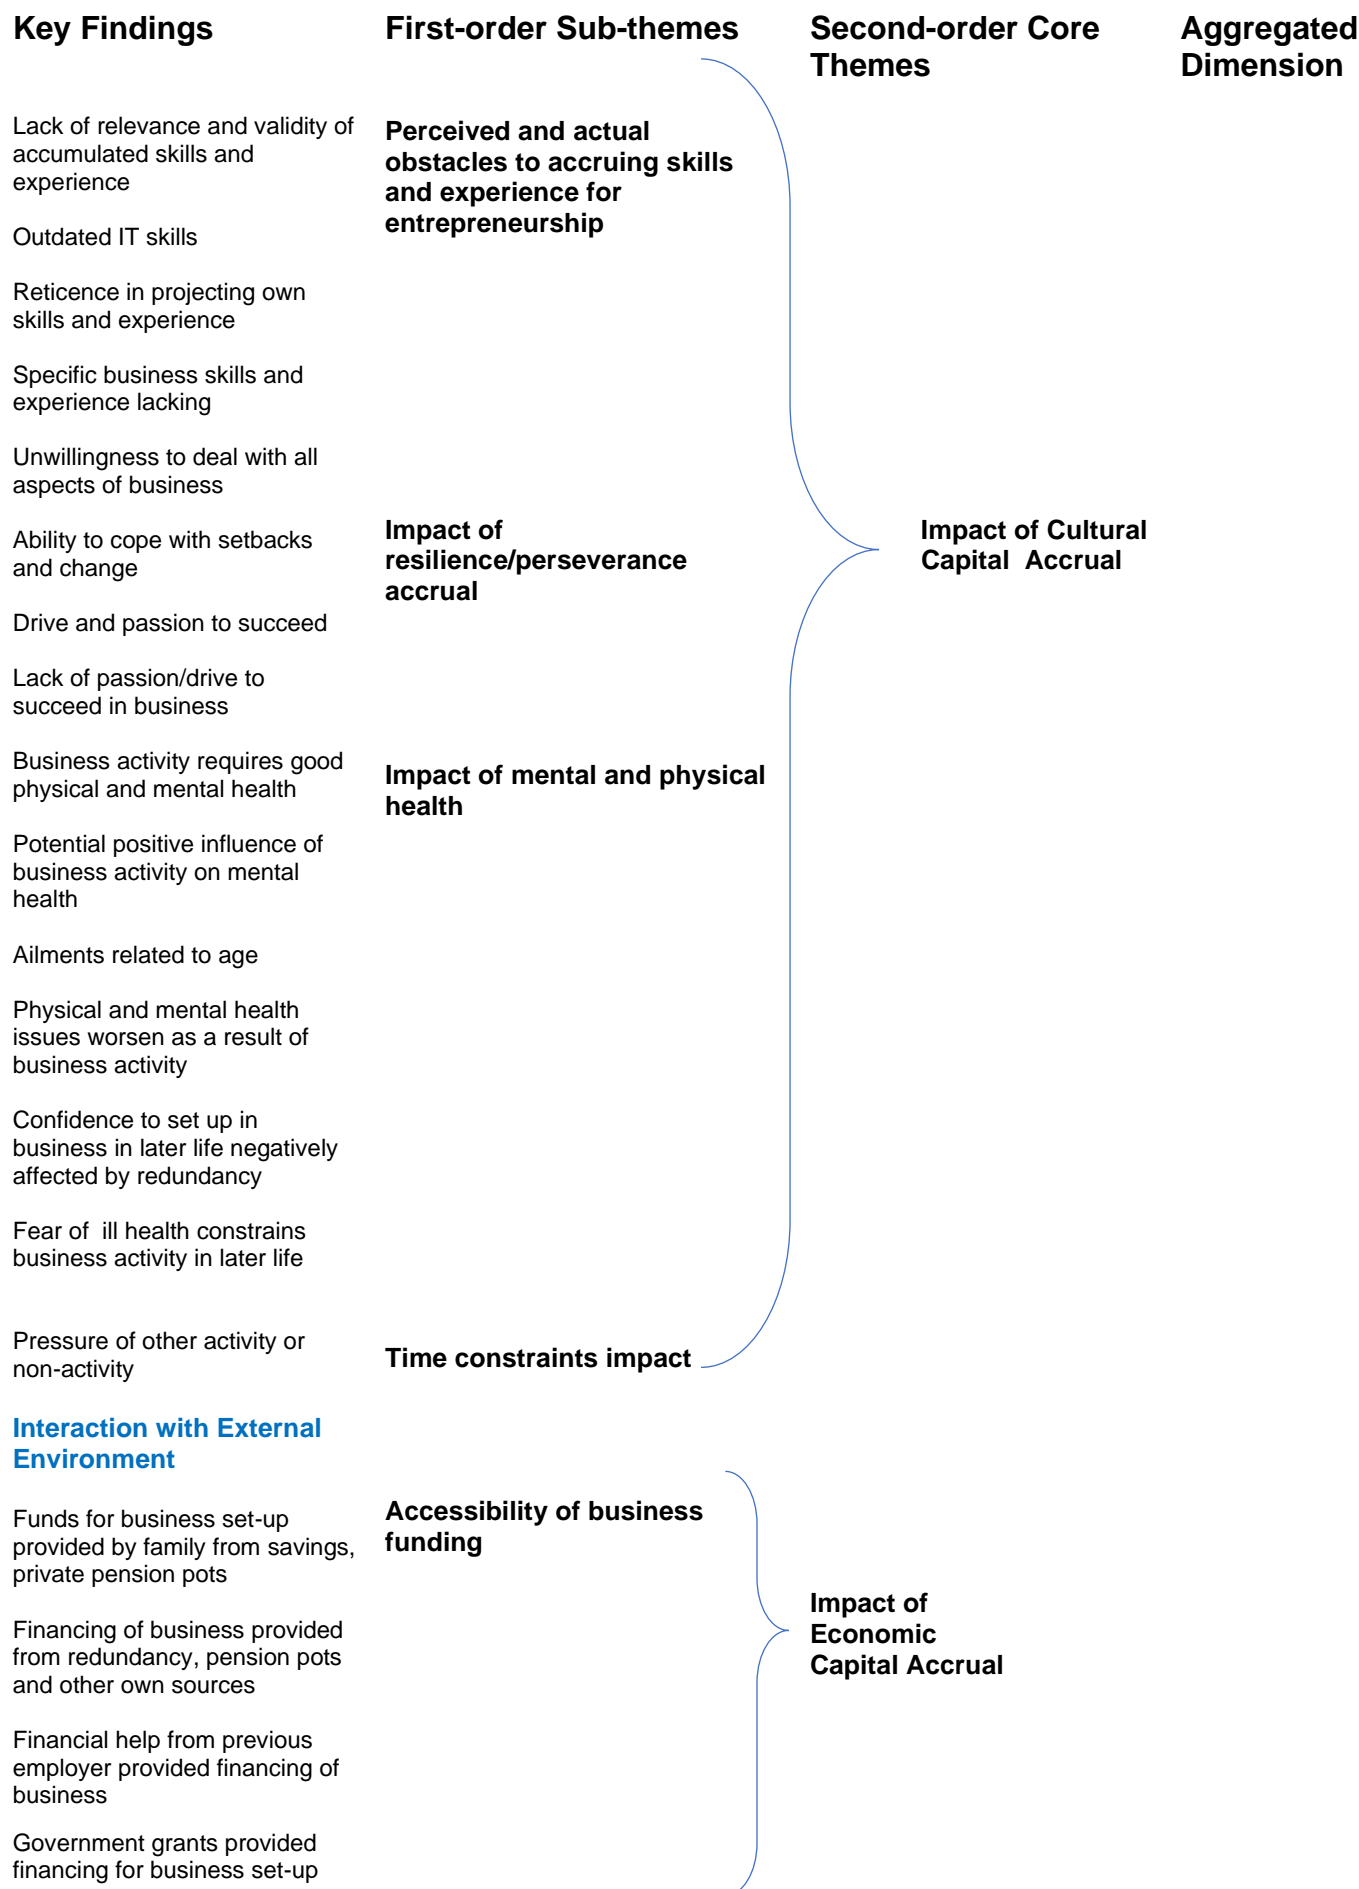 Key Findings
First-order Sub-themes
Second-order Core
Themes
Aggregated
Dimension
Lack of relevance and validity of
accumulated skills and
experience
Perceived and actual
obstacles to accruing skills
and experience for
entrepreneurship
Outdated IT skills
Reticence in projecting own
skills and experience
Specific business skills and
experience lacking
Unwillingness to deal with all
aspects of business
Ability to cope with setbacks
and change
Impact of
resilience/perseverance
accrual
Impact of Cultural
Capital Accrual
Drive and passion to succeed
Lack of passion/drive to
succeed in business
Business activity requires good
physical and mental health
Impact of mental and physical
health
Potential positive influence of
business activity on mental
health
Ailments related to age
Physical and mental health
issues worsen as a result of
business activity
Confidence to set up in
business in later life negatively
affected by redundancy
Fear of ill health constrains
business activity in later life
Pressure of other activity or
non-activity
Time constraints impact
Interaction with External
Environment
Funds for business set-up
provided by family from savings,
private pension pots
Accessibility of business
funding
Impact of
Economic
Capital Accrual
Financing of business provided
from redundancy, pension pots
and other own sources
Financial help from previous
employer provided financing of
business
Government grants provided
financing for business set-up